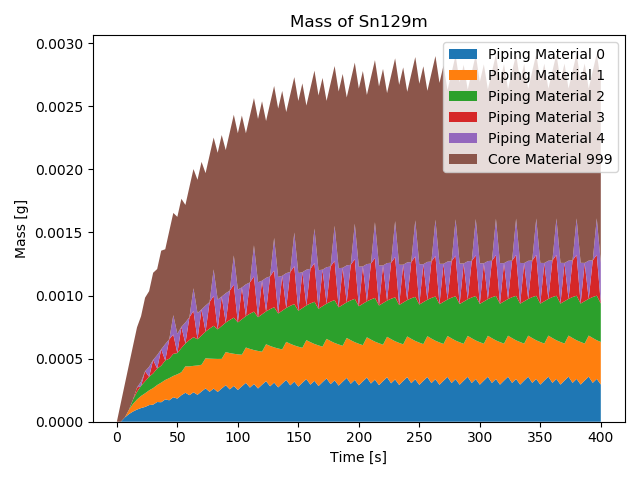 Mass of Sn129m
Mass [g]
0.0030
0.0025
0.0020
0.0015
0.0010
0.0005
0.0000
Piping Material 0
Piping Material 1
Piping Material 2
Piping Material 3
Piping Material 4
Core Material 999
0 50 100 150 200 250 300 350 400
Time [s]